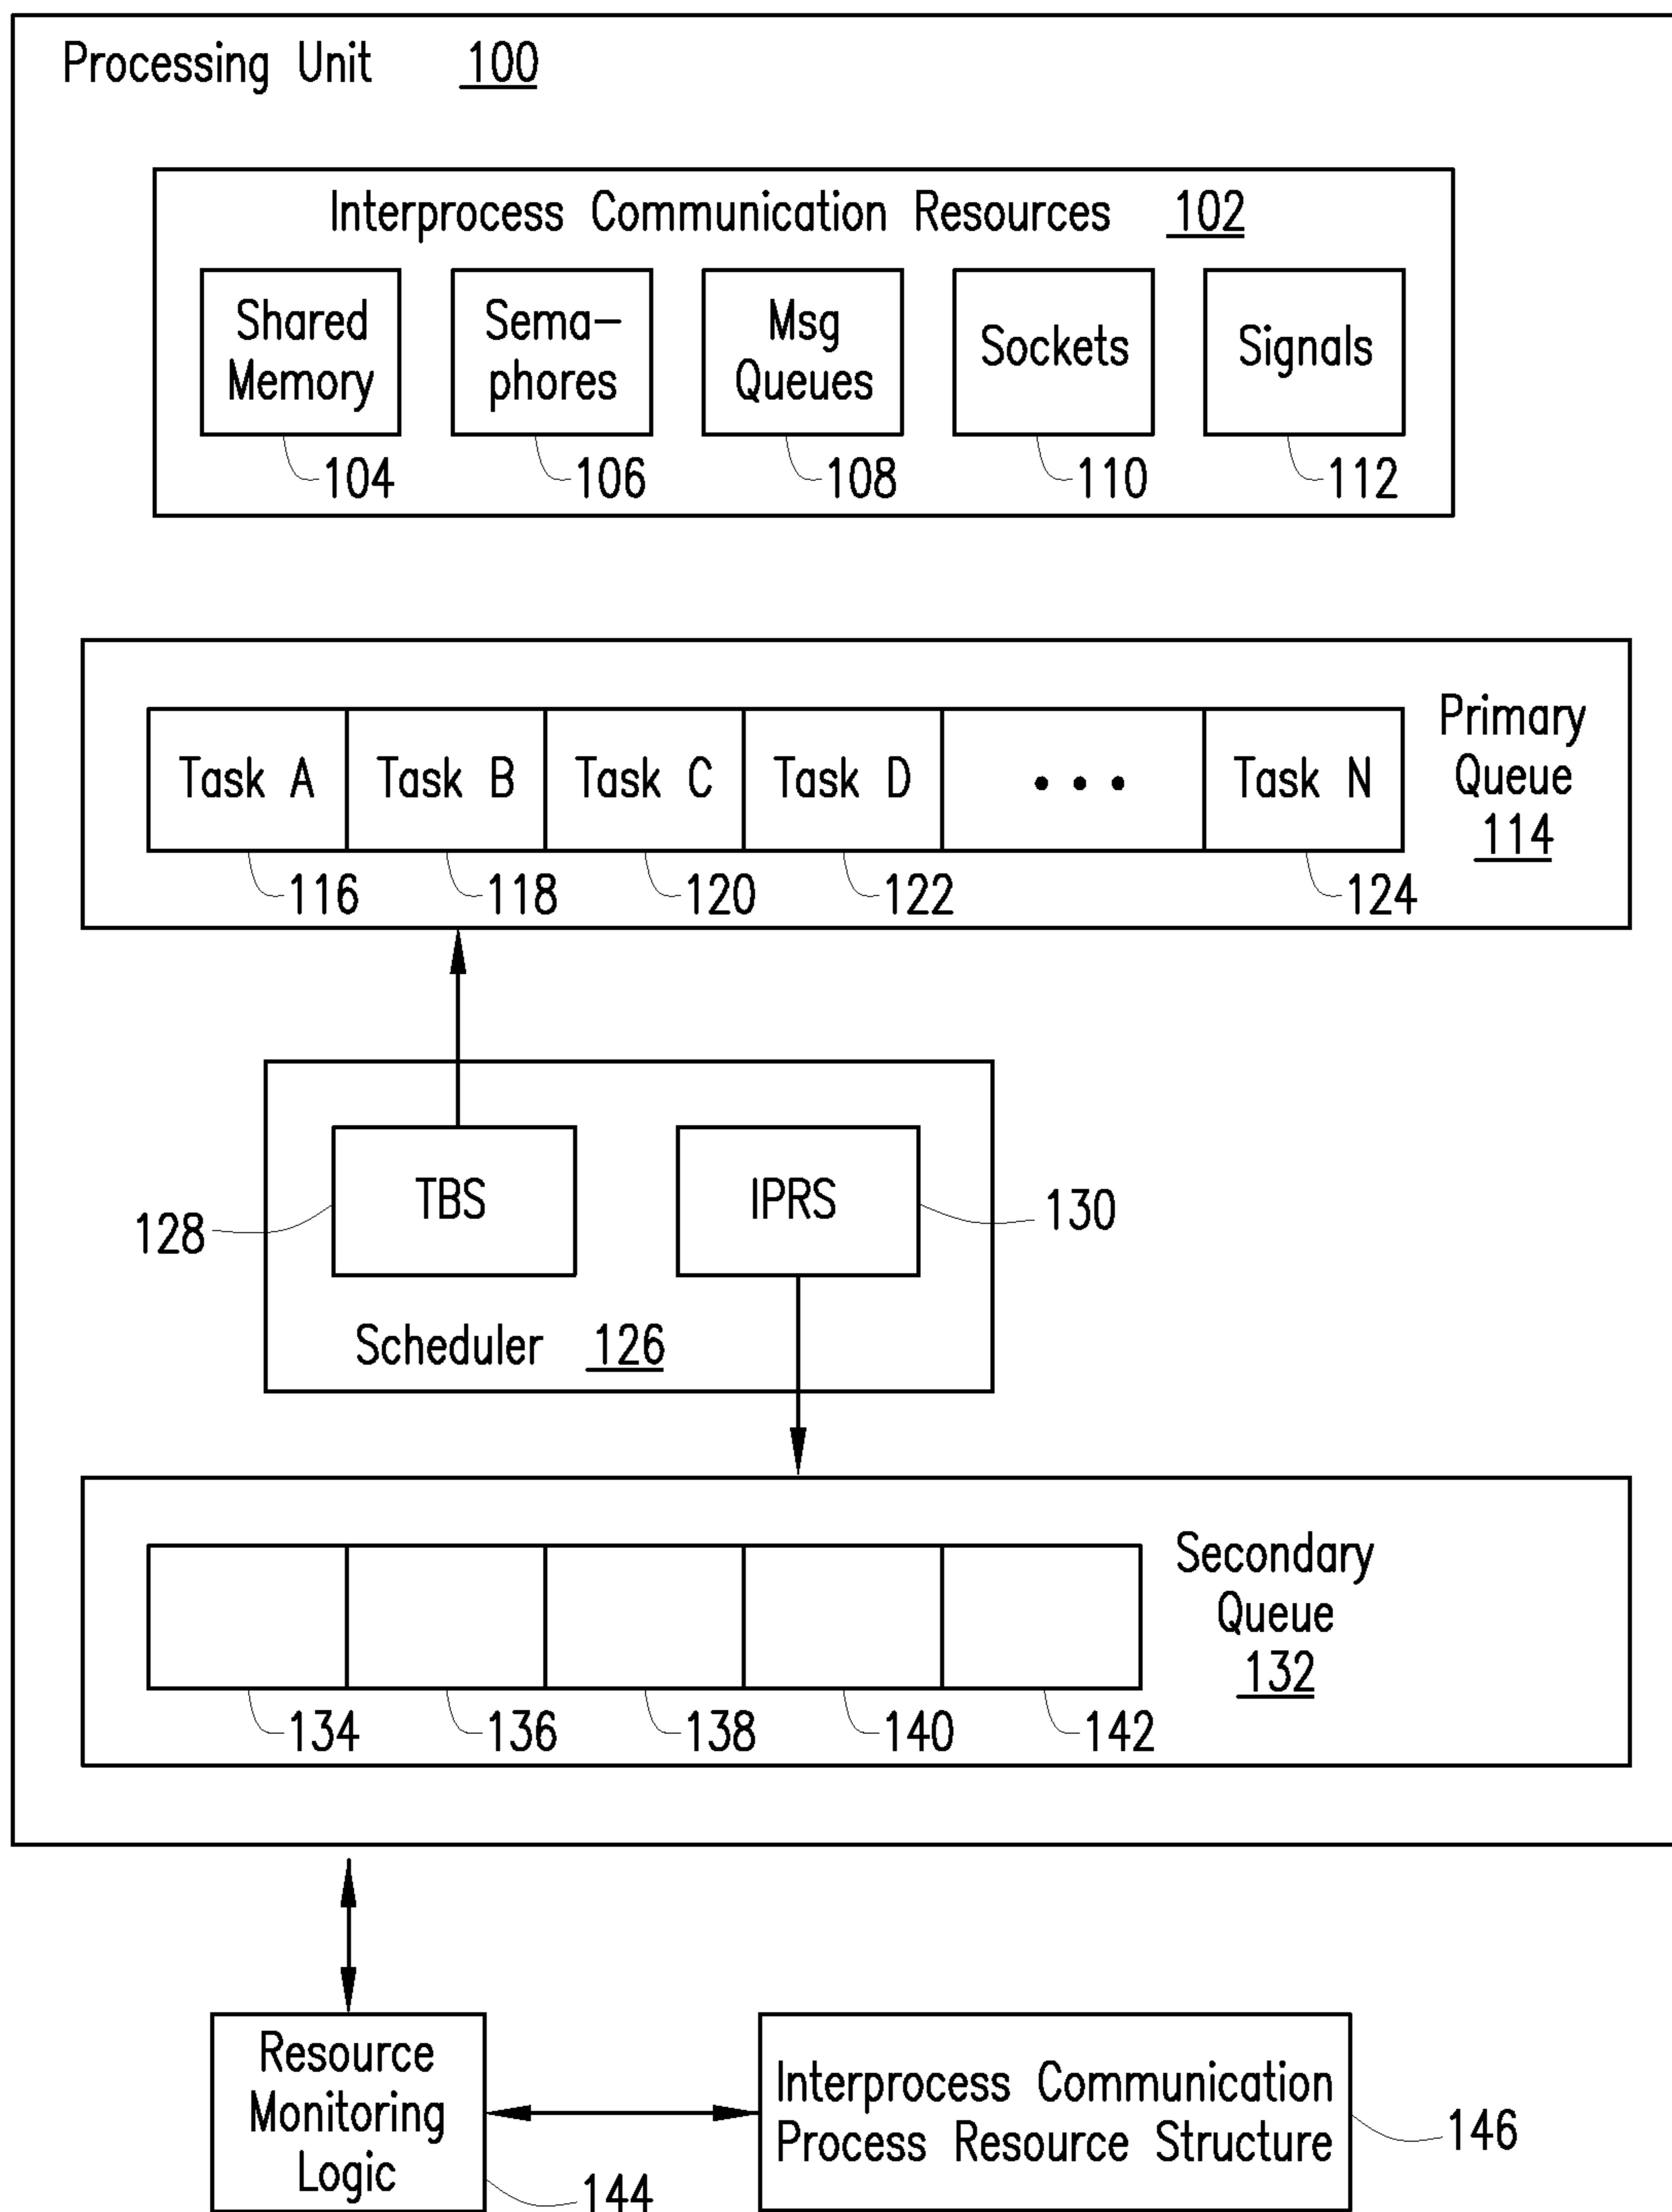 Processing Unit 100
Interprocess Communication Resources 102
Shared
Memory
Sema-
phores
Msg
Queues
Sockets
Signals
104 106 108 110 112
Task A Task B Task C Task D • • • Task N
Primary
Queue
114
116 118 120 122 124
TBS
IPRS
128
130
Scheduler 126
Secondary
Queue
132
134 136 138 140 142
Resource
Monitoring
Logic
144
Interprocess Communication
Process Resource Structure
146